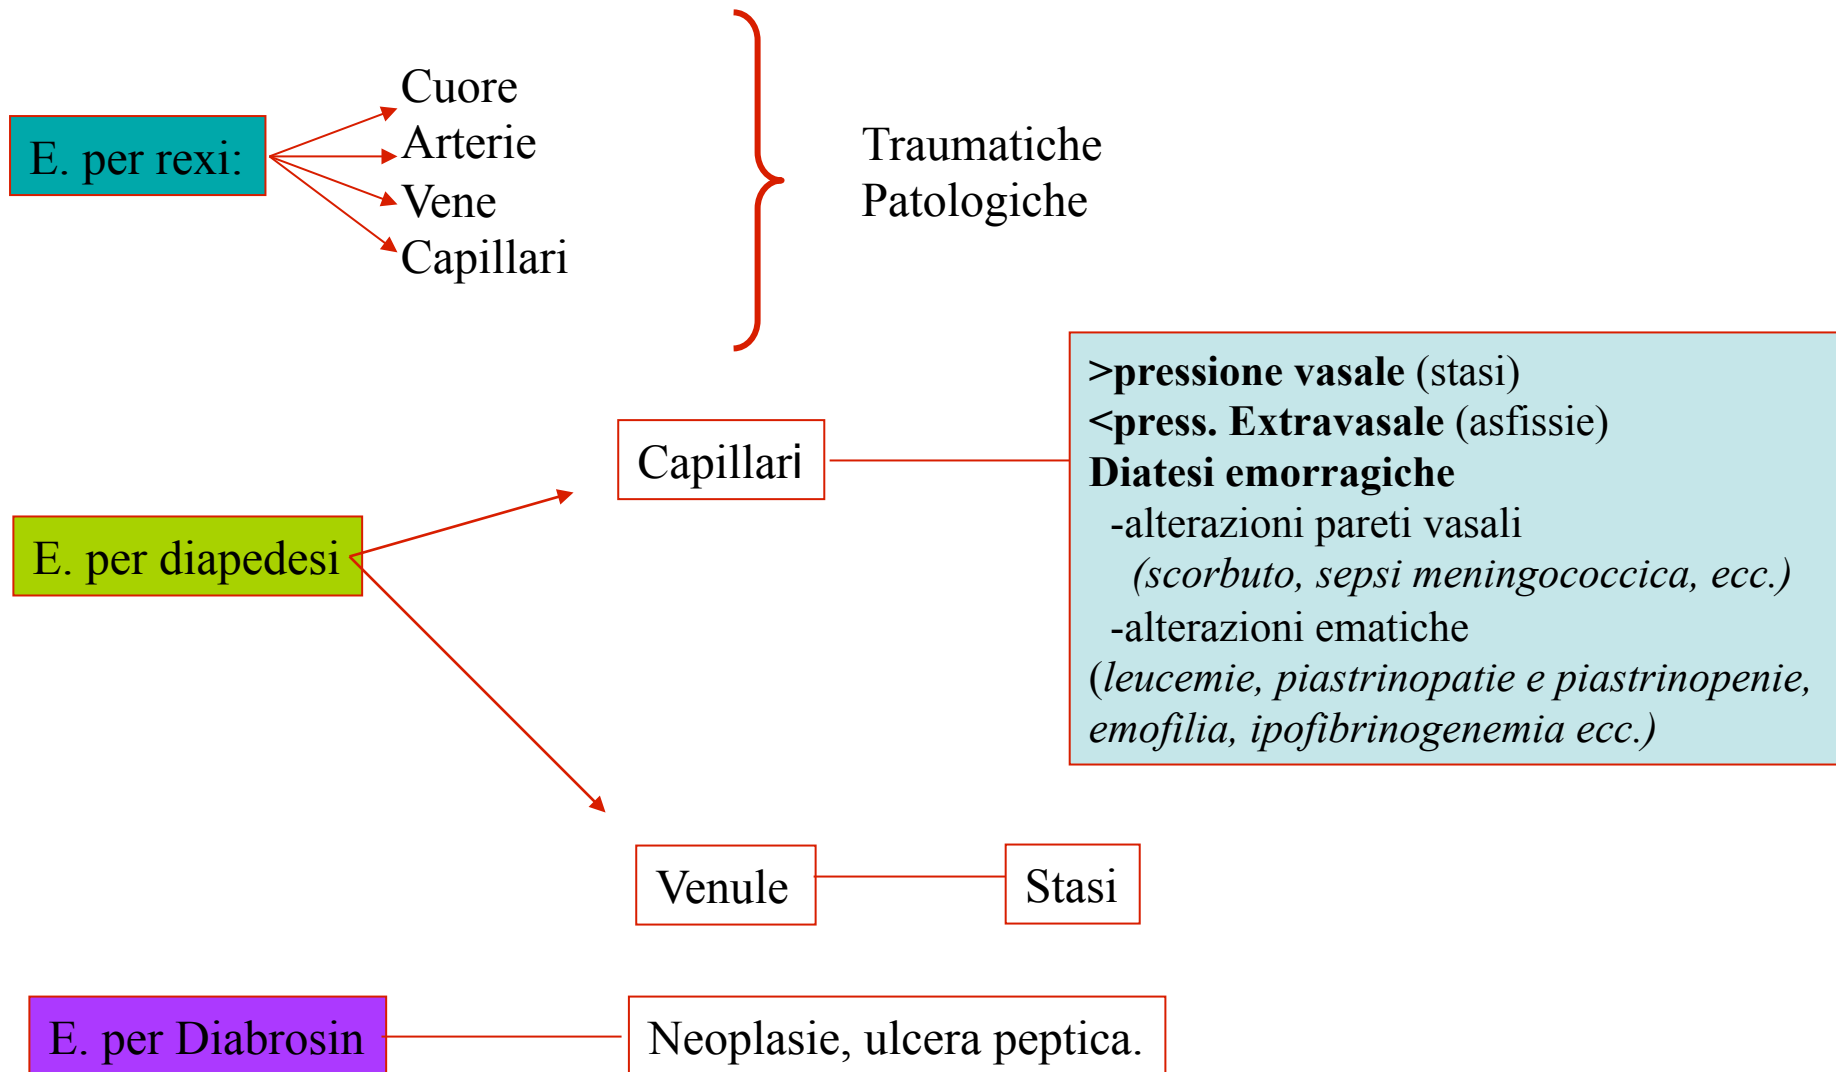 E. per rexi:
Cuore
Arterie
Vene
Capillari
Traumatiche
Patologiche
E. per diapedesi
Capillari
>pressione vasale (stasi)
<press. Extravasale (asfissie)
Diatesi emorragiche
-alterazioni pareti vasali
(scorbuto, sepsi meningococcica, ecc.)
-alterazioni ematiche
(leucemie, piastrinopatie e piastrinopenie,
emofilia, ipofibrinogenemia ecc.)
Venule
Stasi
E. per Diabrosin
Neoplasie, ulcera peptica.